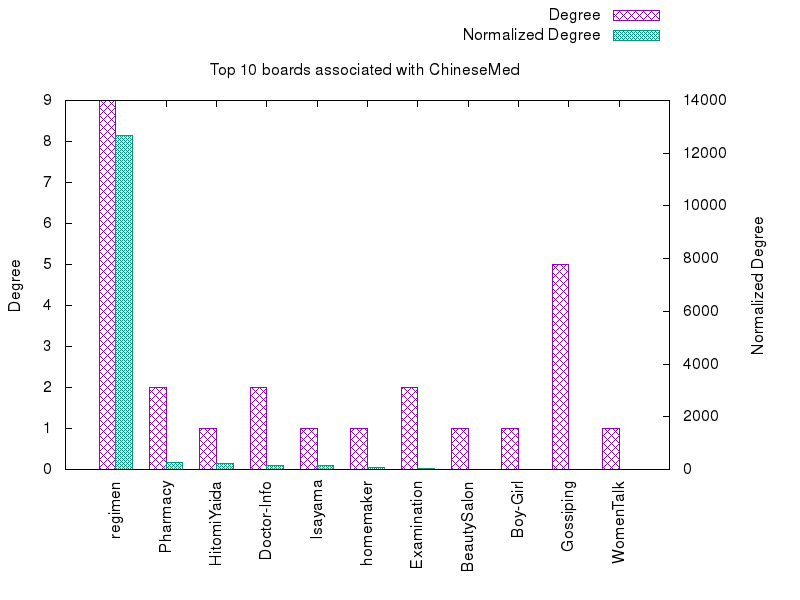 Degree
Normalized Degree
Top 10 boards associated with ChineseMed
9 14000
8 12000
7 10000
6 8000
5 6000
4 4000
3 2000
2 0
1
0
Degree
Normalized Degree
regimen
Pharmacy
HitomiYaida
Doctor-Info
Isayama
homemaker
Examination
BeautySalon
Boy-Girl
Gossiping
WomenTalk